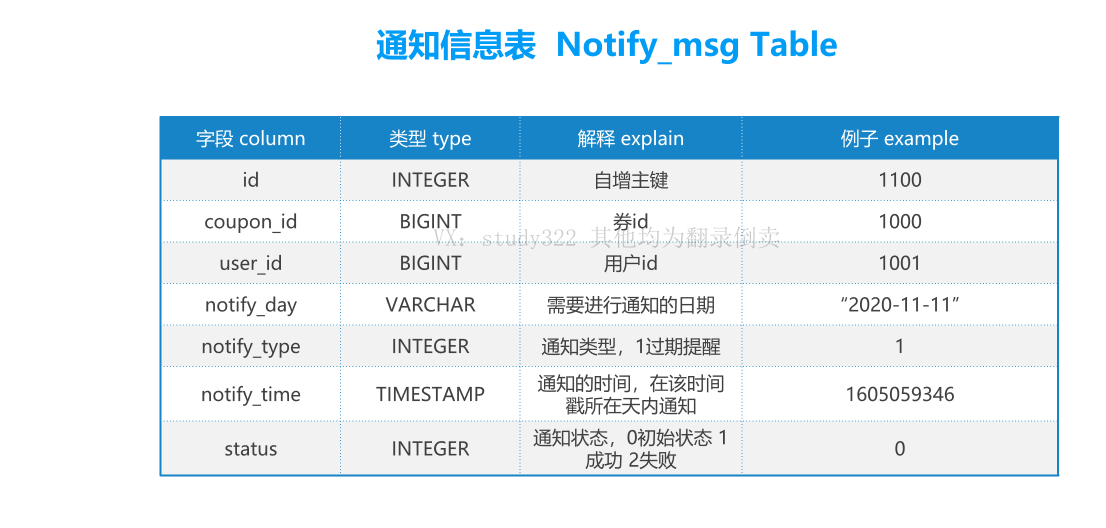 通知信息表 Notify_msg Table
字段 column 类型 type 解释 explain 例子 example
id INTEGER 自增主键 1100
coupon_id BIGINT 券id 1000
VX: study322 其他均为翻录倒卖
user_id BIGINT 用户id 1001
notify_day VARCHAR 需要进行通知的日期 “2020-11-11”
notify_type INTEGER 通知类型，1过期提醒 1
notify_time TIMESTAMP 通知的时间，在该时间
戳所在天内通知 1605059346
status INTEGER 通知状态，0初始状态 1
成功 2失败 0